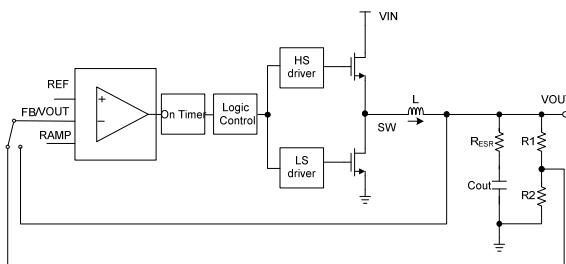 VIN
HS
driver
REF
FB/VOUT
RAMP
+
−
On Timer
Logic
Control
L
SW
LS
driver
VOUT
RESR
R1
Cout
R2